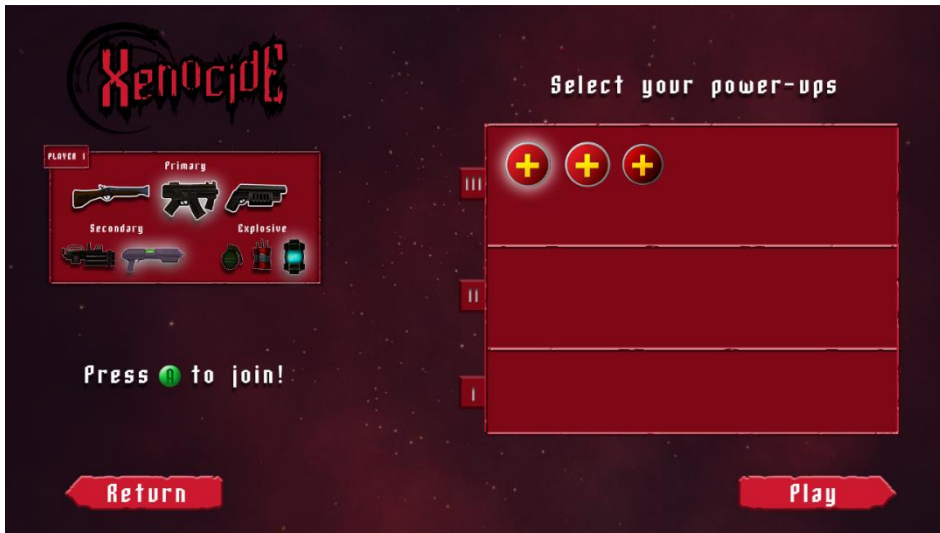 XenocidE
Select your power-ups
PLAYER 1
Primary
III
Secondary
Explosive
II
Press A to join!
I
Return
Play